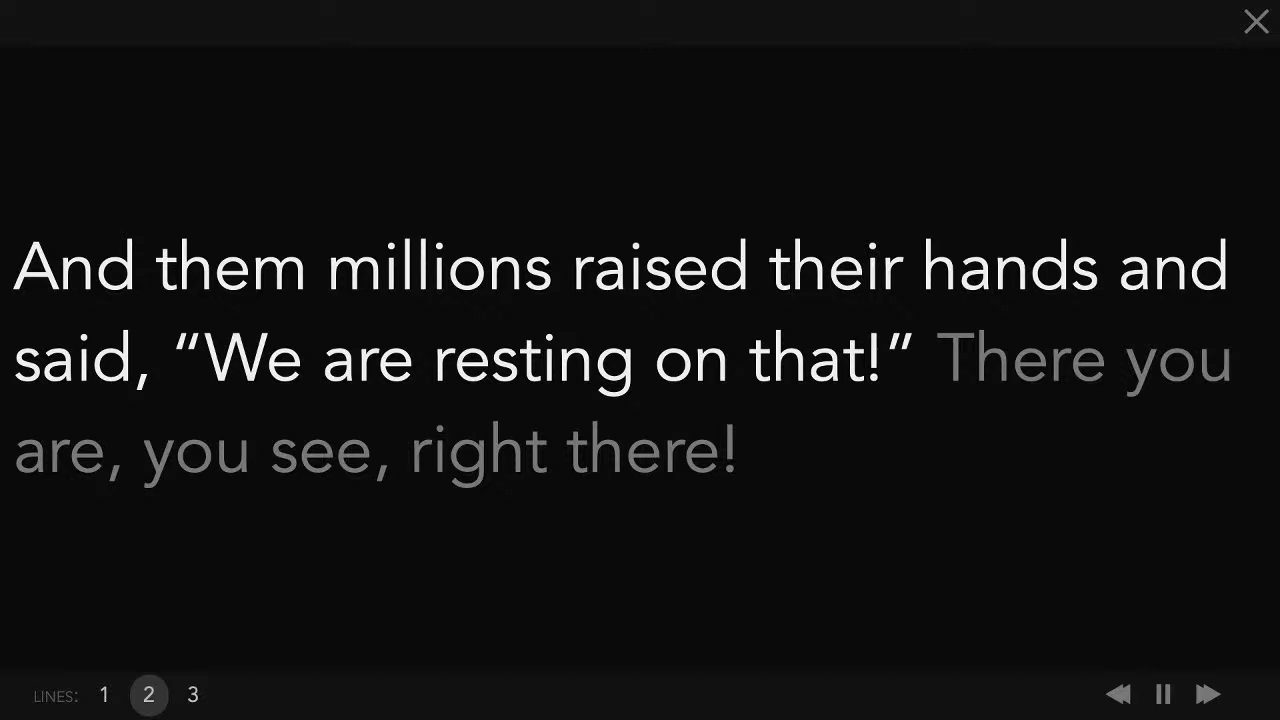 And them millions raised their hands and
said, “We are resting on that!” There you
are, you see, right there!
LINES: 1 2 3